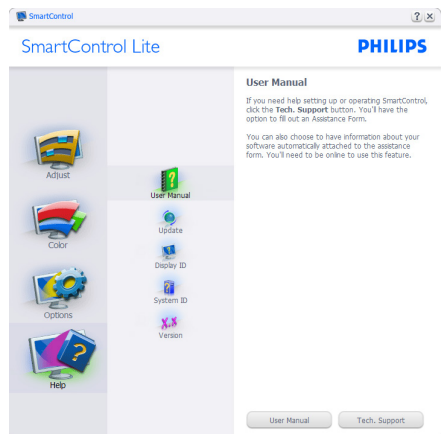 SmartControl
SmartControl Lite
PHILIPS
Adjust
Color
Options
Help
User Manual
Update
Display ID
System ID
Version
User Manual
If you need help setting up or operating SmartControl,
click the Tech. Support button. You'll have the
option to fill out an Assistance Form.
You can also choose to have information about your
software automatically attached to the assistance
form. You'll need to be online to use this feature.
User Manual
Tech. Support